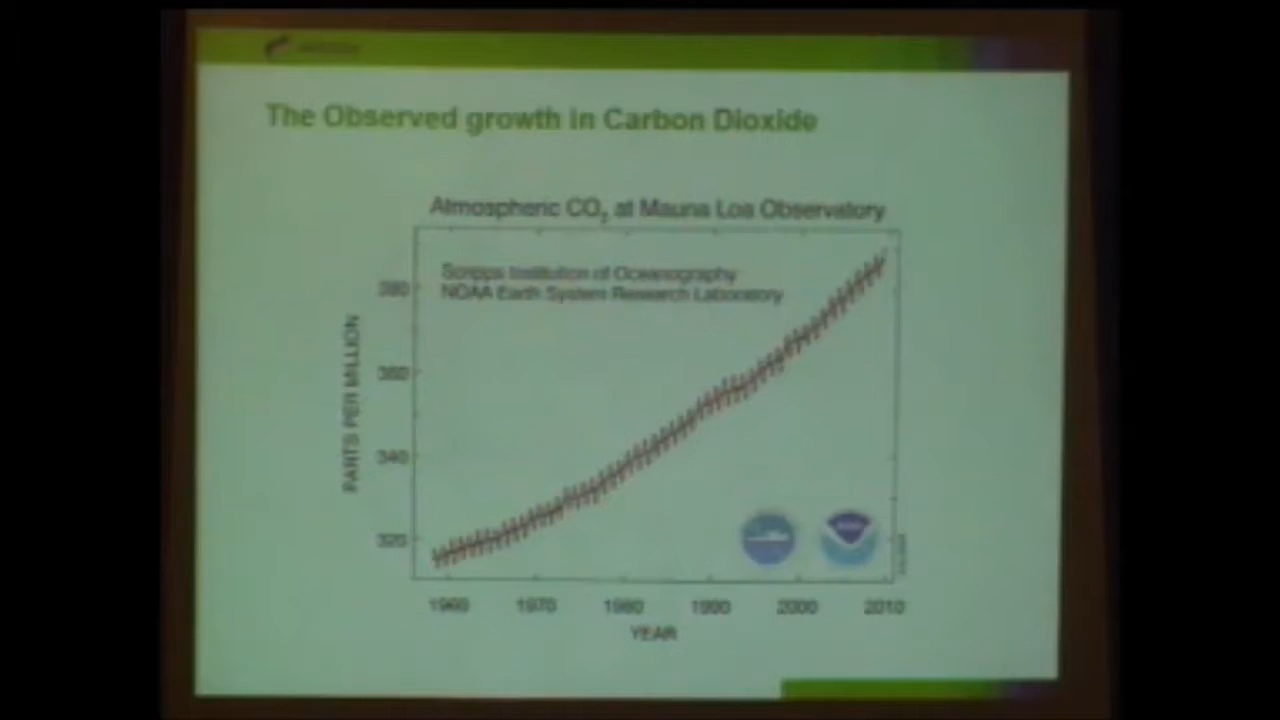 The Observed growth in Carbon Dioxide
Atmospheric CO₂ at Mauna Loa Observatory
Scripps Institution of Oceanography
NOAA Earth System Research Laboratory
PARTS PER MILLION
380
360
340
320
1960 1970 1980 1990 2000 2010
YEAR